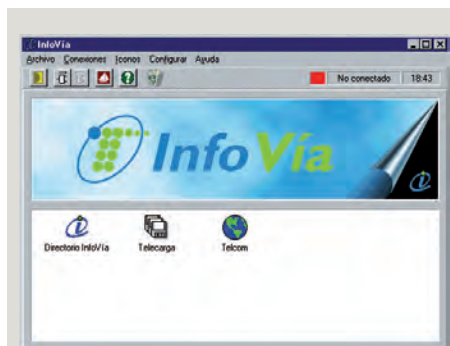 InfoVía
Archivo Conexiones Iconos Configurar Ayuda
No conectado 18:43
InfoVía
Directorio InfoVía Telecarga Telcom